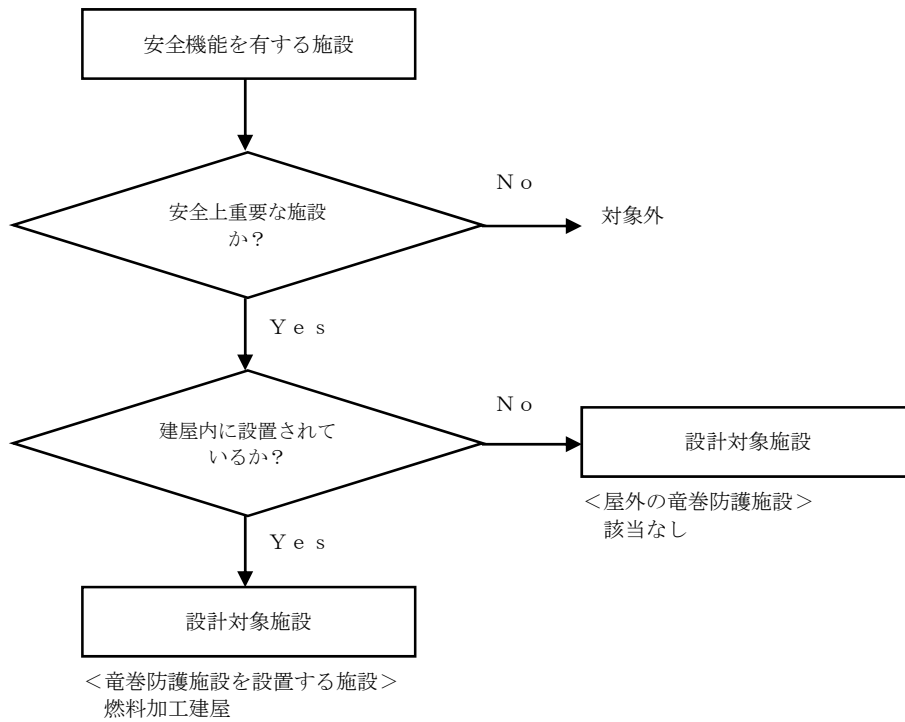 安全機能を有する施設
Ｎｏ
安全上重要な施設
か？
対象外
Ｙｅｓ
Ｎｏ
建屋内に設置されて
いるか？
設計対象施設
＜屋外の竜巻防護施設＞
該当なし
Ｙｅｓ
設計対象施設
＜竜巻防護施設を設置する施設＞
燃料加工建屋